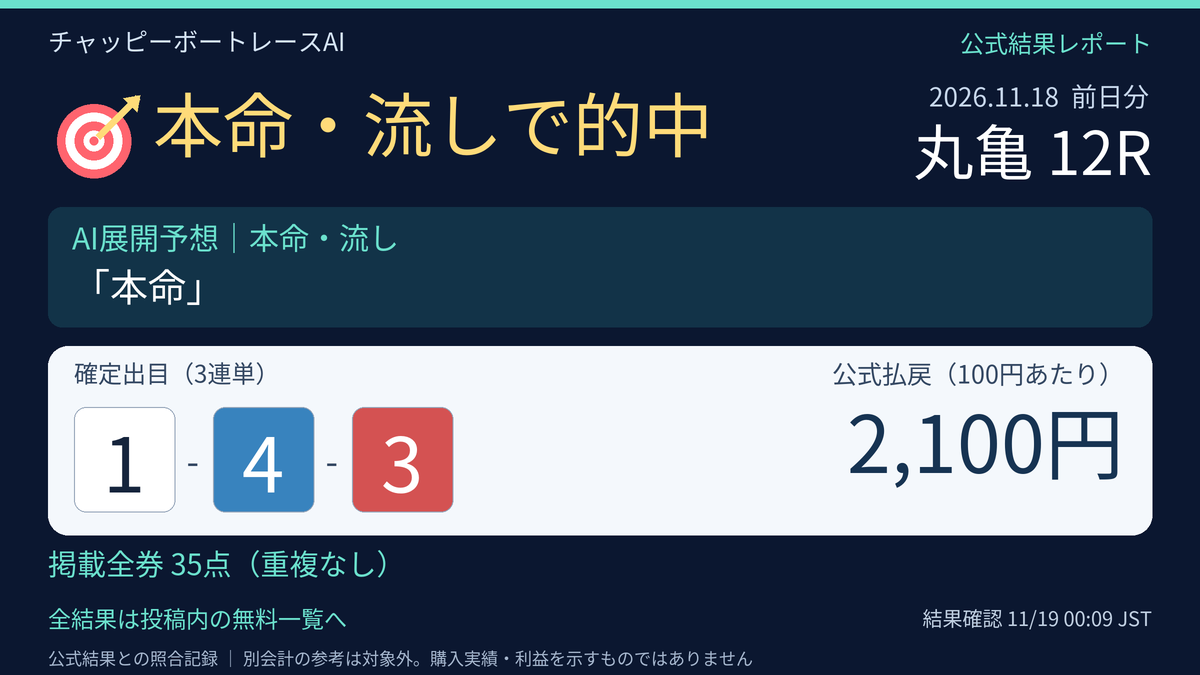 チャッピーボートレースAI
公式結果レポート
本命・流しで的中
2026.11.18 前日分
丸亀 12R
AI展開予想｜本命・流し
「本命」
確定出目（3連単）
公式払戻（100円あたり）
1 - 4 - 3
2,100円
掲載全券 35点（重複なし）
全結果は投稿内の無料一覧へ
結果確認 11/19 00:09 JST
公式結果との照合記録｜別会計の参考は対象外。購入実績・利益を示すものではありません